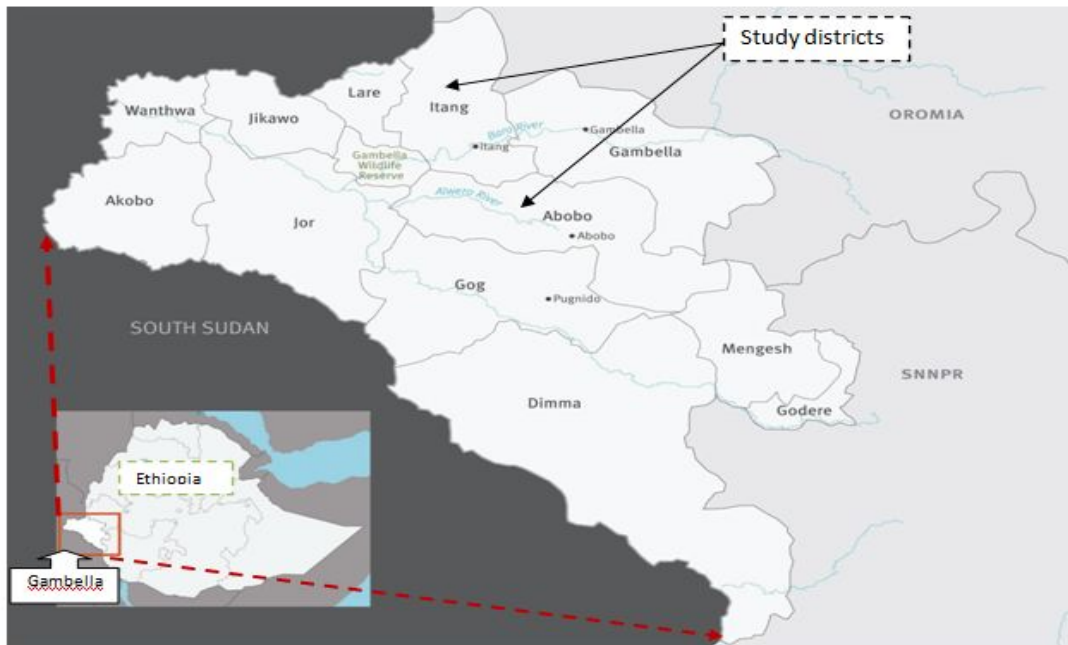 Study districts
Lare
Itang
Wanthwa
Jikawo
OROMIA
Baro River
Gambella
Itang
Gambella
Gambella
Wildlife
Reserve
Akobo
Alwero River
Jor
Abobo
Abobo
Gog
Pugnido
SOUTH SUDAN
Mengesh
SNNPR
Dimma
Godere
Ethiopia
Gambella